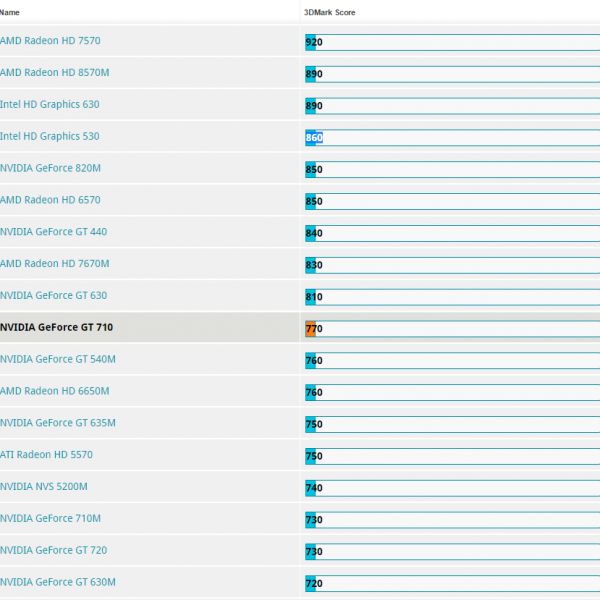 Name 3DMark Score
AMD Radeon HD 7570 920
AMD Radeon HD 8570M 890
Intel HD Graphics 630 890
Intel HD Graphics 530 860
NVIDIA GeForce 820M 850
AMD Radeon HD 6570 850
NVIDIA GeForce GT 440 840
AMD Radeon HD 7670M 830
NVIDIA GeForce GT 630 810
NVIDIA GeForce GT 710 770
NVIDIA GeForce GT 540M 760
AMD Radeon HD 6650M 760
NVIDIA GeForce GT 635M 750
ATI Radeon HD 5570 750
NVIDIA NVS 5200M 740
NVIDIA GeForce 710M 730
NVIDIA GeForce GT 720 730
NVIDIA GeForce GT 630M 720